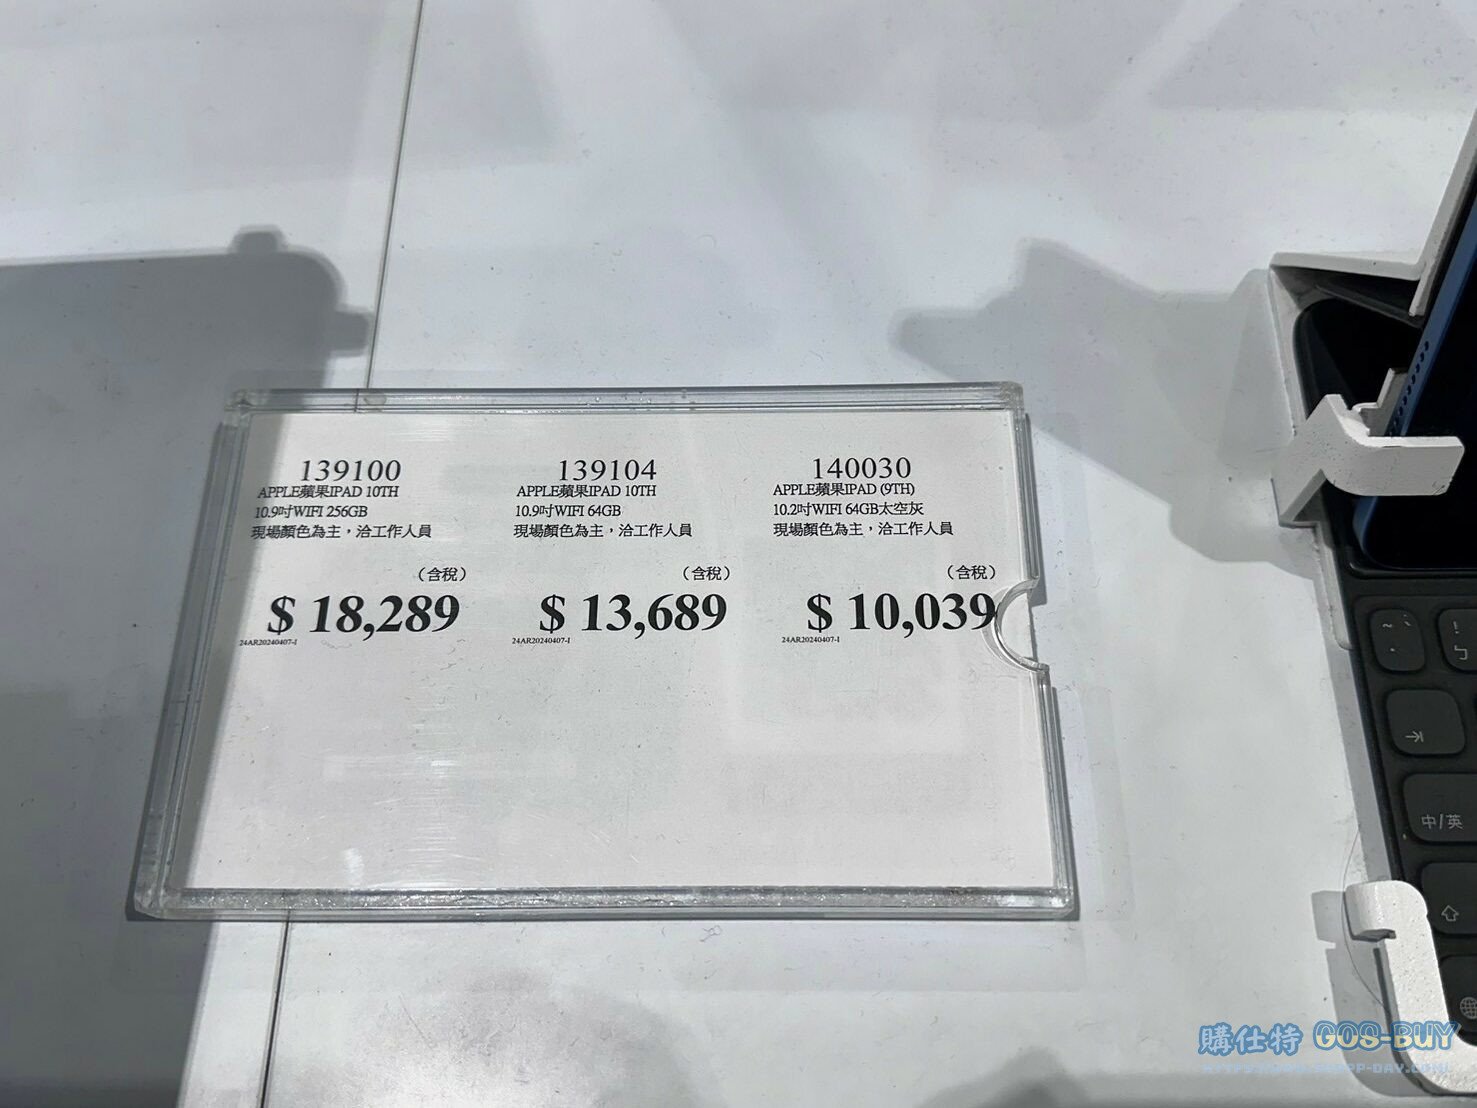 139100
APPLE蘋果IPAD 10TH
10.9吋WIFI 256GB
現場顏色為主，洽工作人員
（含稅）
$ 18,289
24AR20240407-1
139104
APPLE蘋果IPAD 10TH
10.9吋WIFI 64GB
現場顏色為主，洽工作人員
（含稅）
$ 13,689
24AR20240407-1
140030
APPLE蘋果IPAD (9TH)
10.2吋WIFI 64GB太空灰
現場顏色為主，洽工作人員
（含稅）
$ 10,039
24AR20240407-1
~ `
!
ㄅ
中/英
購仕特 GOS-BUY